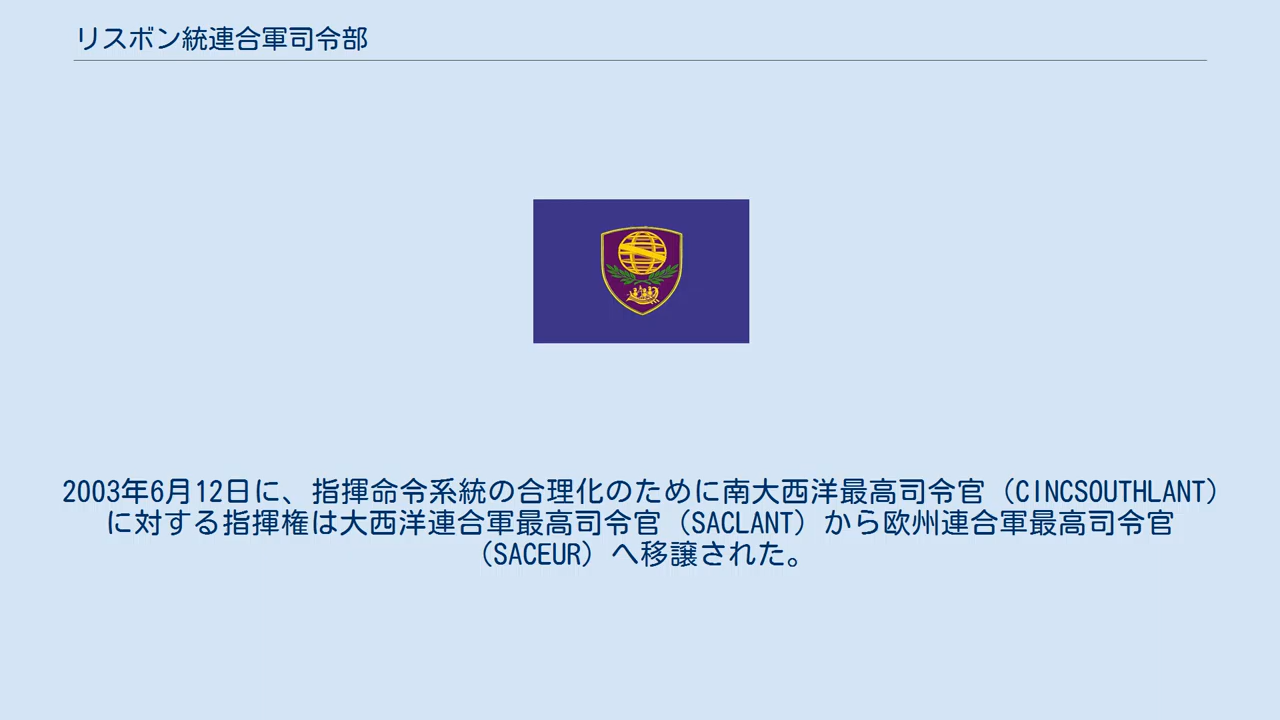 リスボン統連合軍司令部
2003年6月12日に、指揮命令系統の合理化のために南大西洋最高司令官（CINCSOUTHLANT）
に対する指揮権は大西洋連合軍最高司令官（SACLANT）から欧州連合軍最高司令官
（SACEUR）へ移譲された。